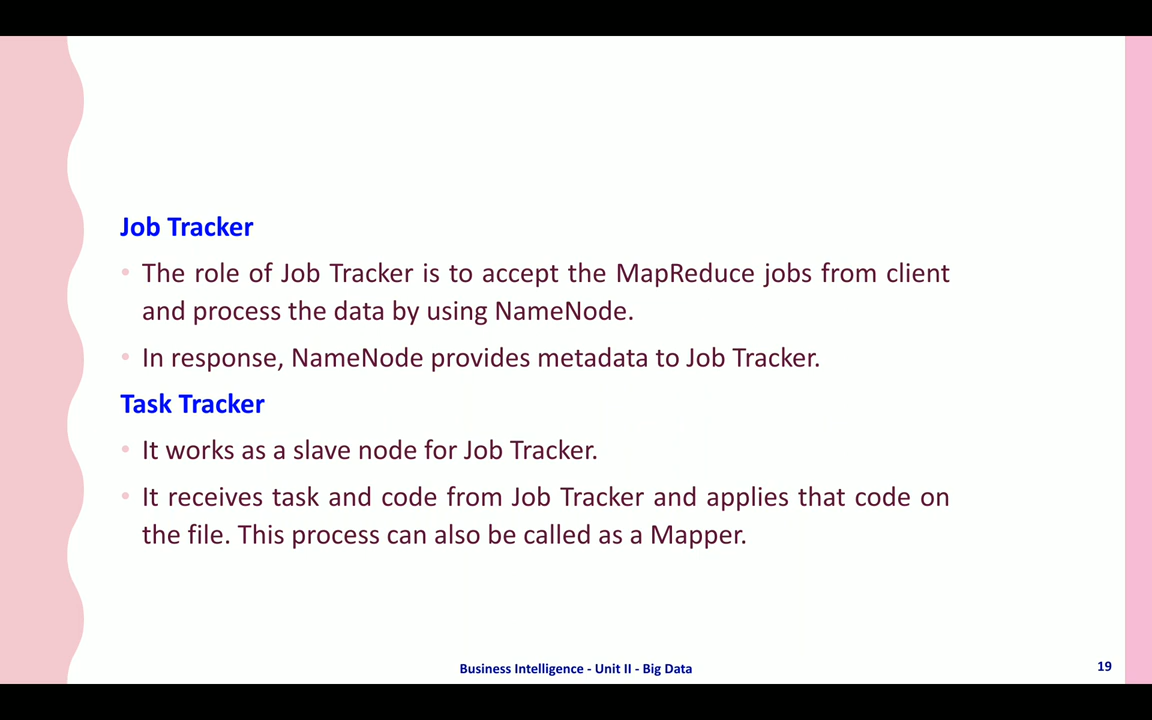 Job Tracker
• The role of Job Tracker is to accept the MapReduce jobs from client
and process the data by using NameNode.
• In response, NameNode provides metadata to Job Tracker.
Task Tracker
• It works as a slave node for Job Tracker.
• It receives task and code from Job Tracker and applies that code on
the file. This process can also be called as a Mapper.
Business Intelligence - Unit II - Big Data
19